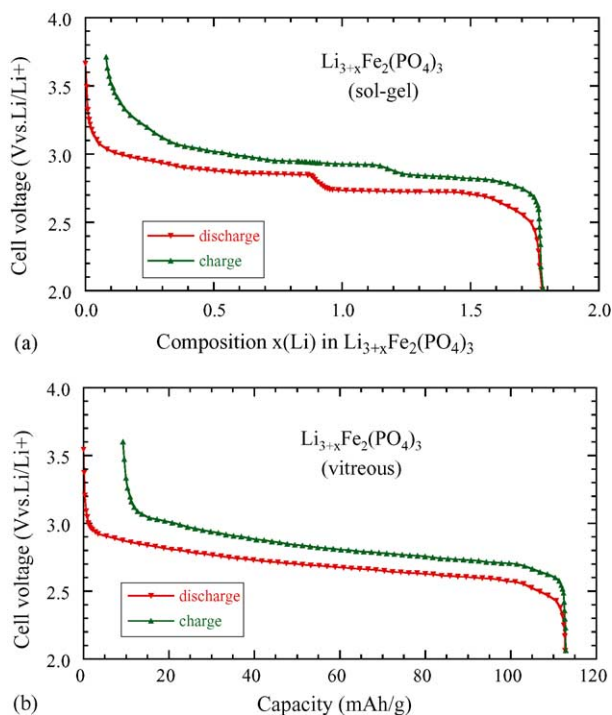 Li3+xFe2(PO4)3
(sol-gel)
4.0
3.5
3.0
2.5
2.0
Cell voltage (Vvs.Li/Li+)
discharge
charge
0.0 0.5 1.0 1.5 2.0
(a) Composition x(Li) in Li3+xFe2(PO4)3
Li3+xFe2(PO4)3
(vitreous)
4.0
3.5
3.0
2.5
2.0
Cell voltage (Vvs.Li/Li+)
discharge
charge
0 20 40 60 80 100 120
(b) Capacity (mAh/g)